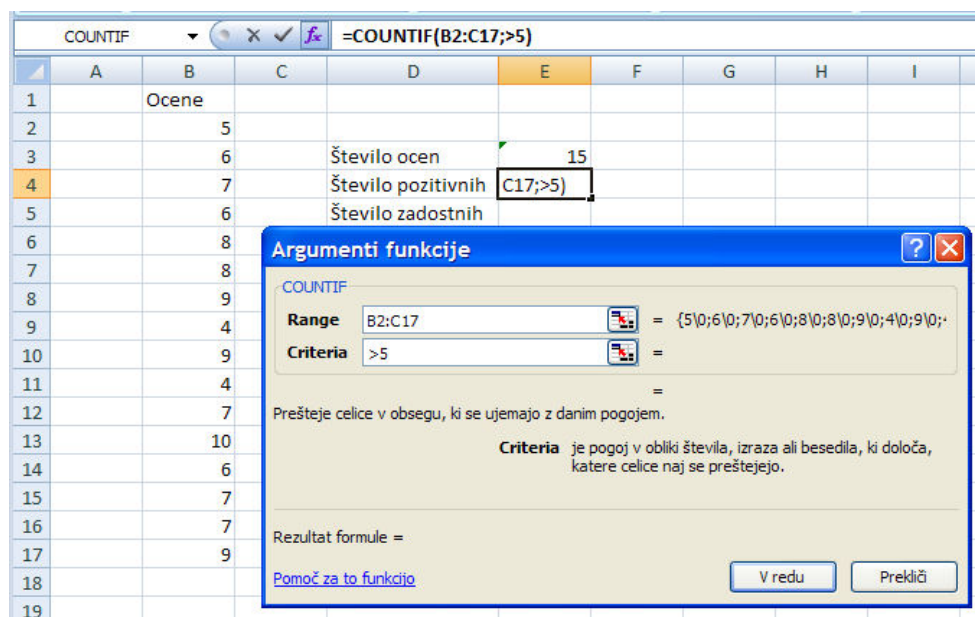 COUNTIF fx =COUNTIF(B2:C17;>5)
A B C D E F G H I
1 Ocene
2 5
3 6 Število ocen 15
4 7 Število pozitivnih C17;>5)
5 6 Število zadostnih
6 8
7 8
8 9
9 4
10 9
11 4
12 7
13 10
14 6
15 7
16 7
17 9
18
19
Argumenti funkcije
COUNTIF
Range B2:C17 = {5\0;6\0;7\0;6\0;8\0;8\0;9\0;4\0;9\0;4
Criteria >5 =
=
Prešteje celice v obsegu, ki se ujemajo z danim pogojem.
Criteria je pogoj v obliki števila, izraza ali besedila, ki določa,
katere celice naj se preštejejo.
Rezultat formule =
Pomoč za to funkcijo V redu Prekliči